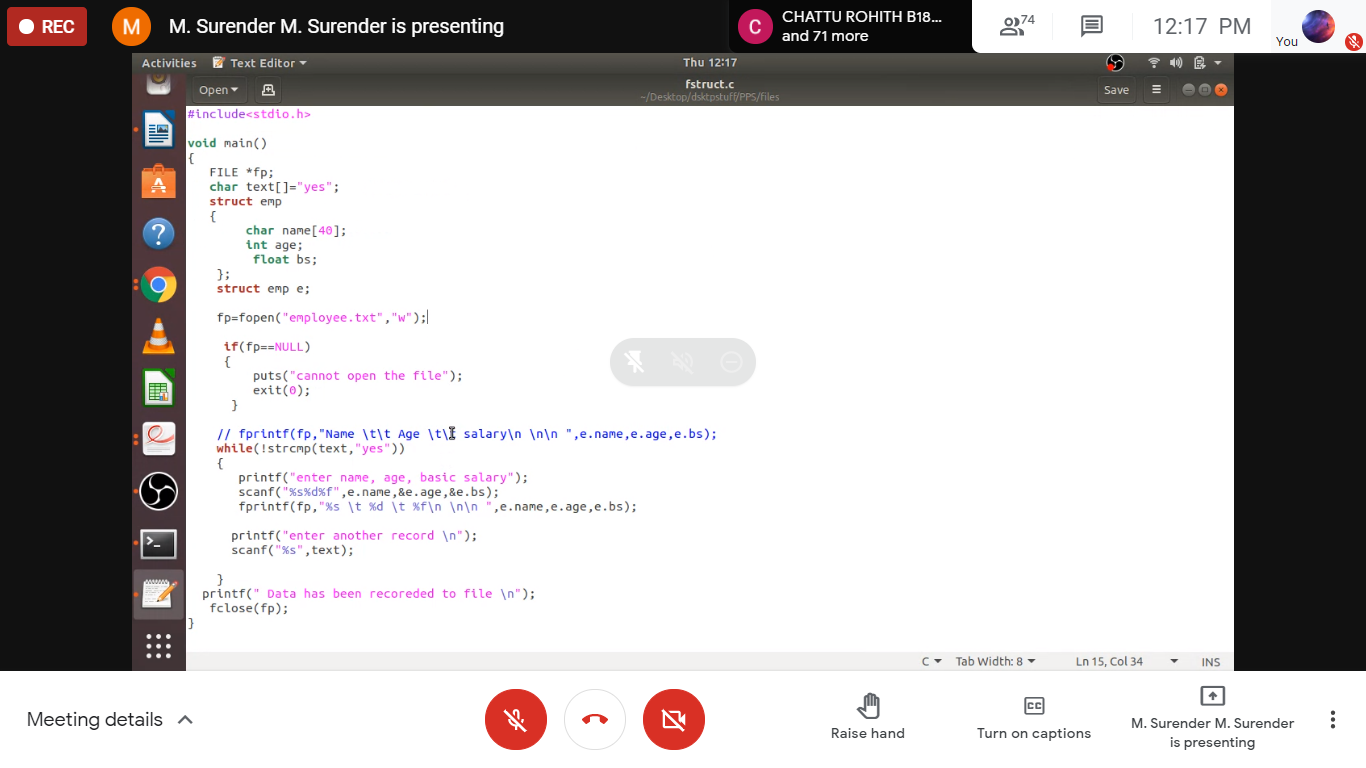 REC
M
M. Surender M. Surender is presenting
C
CHATTU ROHITH B18...
and 71 more
74
12:17 PM
You
Activities
Text Editor
Thu 12:17
Open
fstruct.c
~/Desktop/dsktpstuff/PPS/files
Save
#include<stdio.h>
void main()
{
FILE *fp;
char text[]="yes";
struct emp
{
char name[40];
int age;
float bs;
};
struct emp e;
fp=fopen("employee.txt","w");
if(fp==NULL)
{
puts("cannot open the file");
exit(0);
}
// fprintf(fp,"Name \t\t Age \t\t salary\n \n\n ",e.name,e.age,e.bs);
while(!strcmp(text,"yes"))
{
printf("enter name, age, basic salary");
scanf("%s%d%f",e.name,&e.age,&e.bs);
fprintf(fp,"%s \t %d \t %f\n \n\n ",e.name,e.age,e.bs);
printf("enter another record \n");
scanf("%s",text);
}
printf(" Data has been recoreded to file \n");
fclose(fp);
}
C
Tab Width: 8
Ln 15, Col 34
INS
Meeting details
Raise hand
CC
Turn on captions
M. Surender M. Surender
is presenting